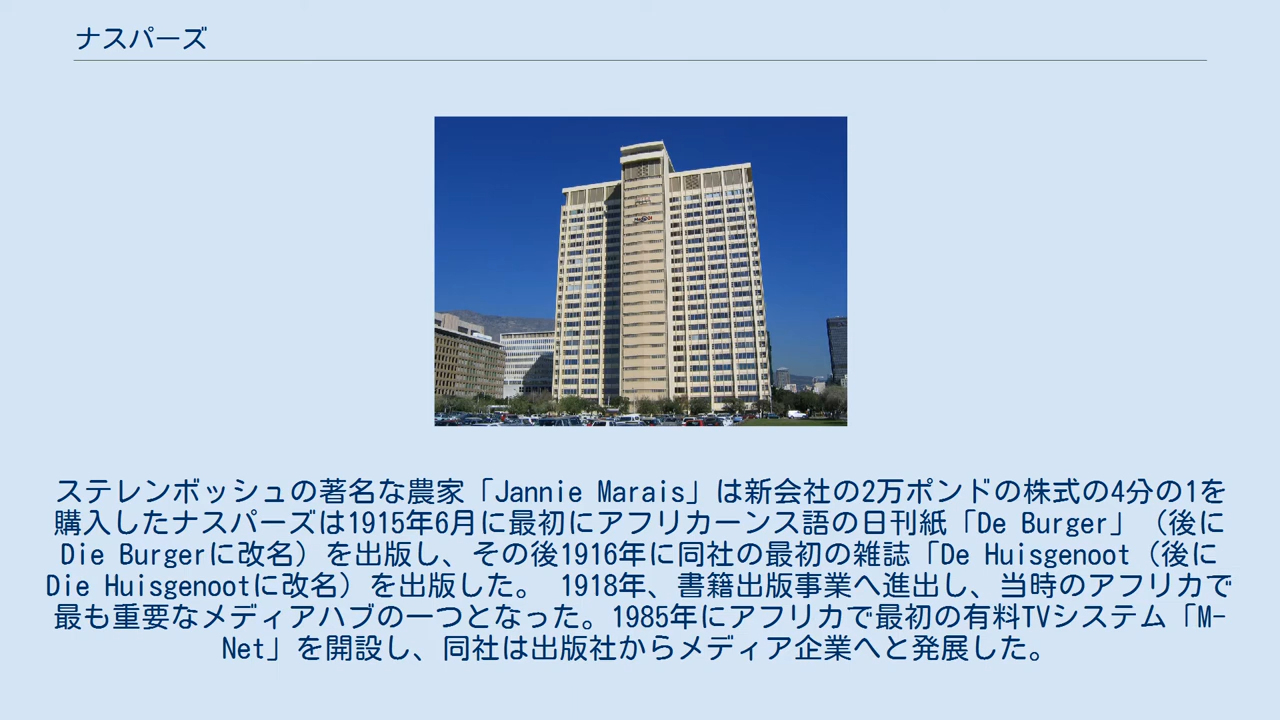 ナスパーズ
ステレンボッシュの著名な農家「Jannie Marais」は新会社の2万ポンドの株式の4分の1を
購入したナスパーズは1915年6月に最初にアフリカーンス語の日刊紙「De Burger」（後に
Die Burgerに改名）を出版し、その後1916年に同社の最初の雑誌「De Huisgenoot（後に
Die Huisgenootに改名）を出版した。 1918年、書籍出版事業へ進出し、当時のアフリカで
最も重要なメディアハブの一つとなった。1985年にアフリカで最初の有料TVシステム「M-
Net」を開設し、同社は出版社からメディア企業へと発展した。